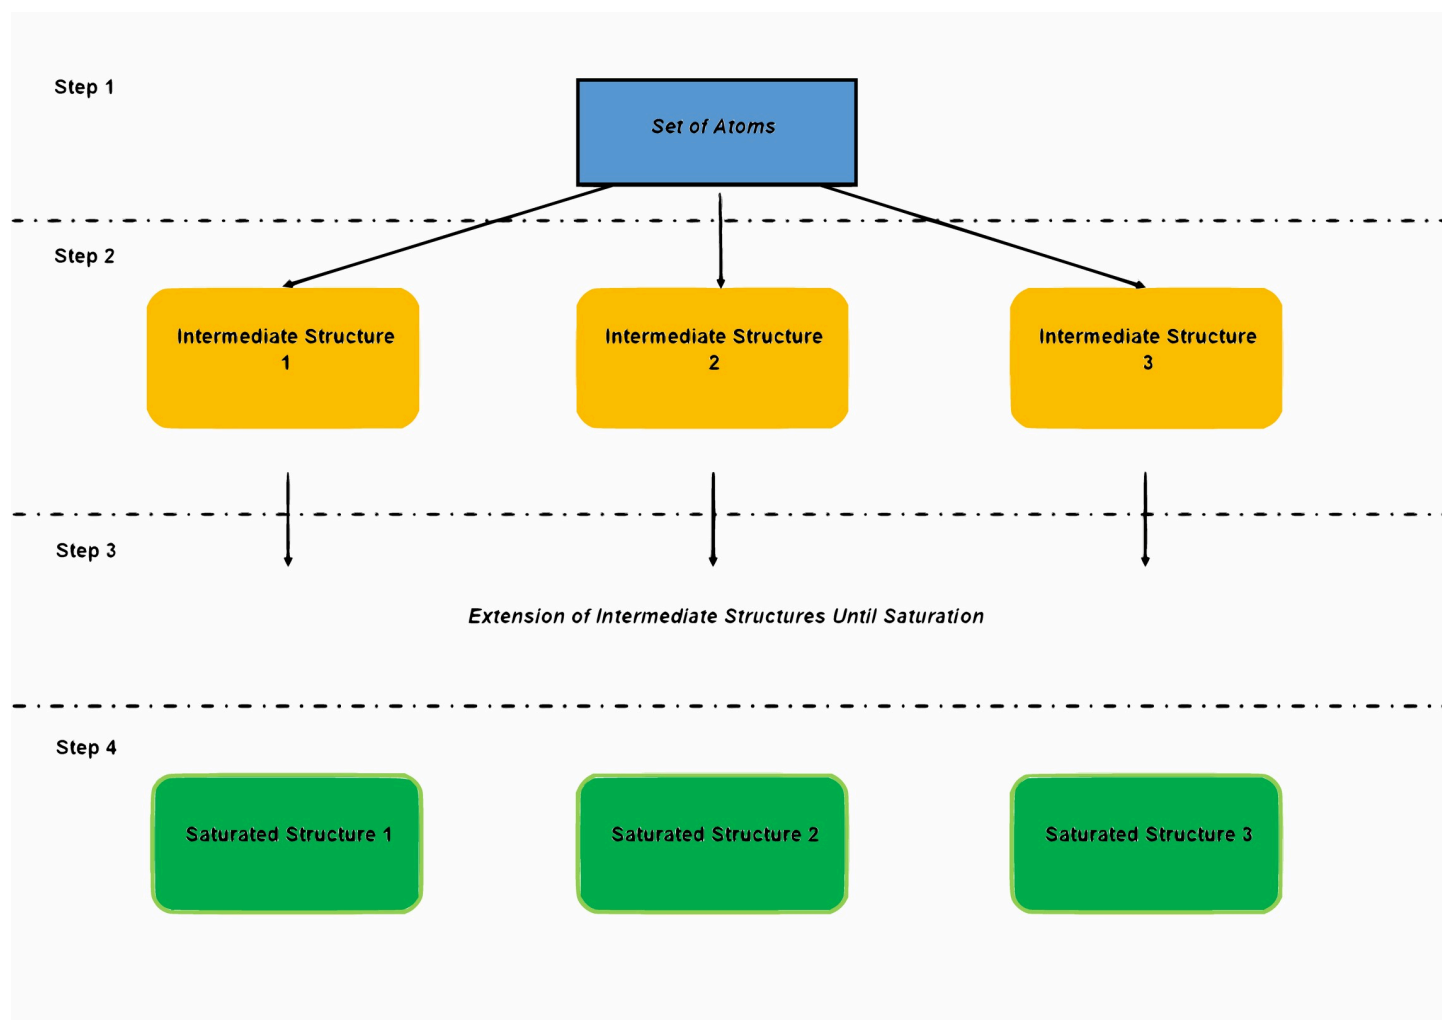 Step 1
Set of Atoms
Step 2
Intermediate Structure
1
Intermediate Structure
2
Intermediate Structure
3
Step 3
Extension of Intermediate Structures Until Saturation
Step 4
Saturated Structure 1
Saturated Structure 2
Saturated Structure 3